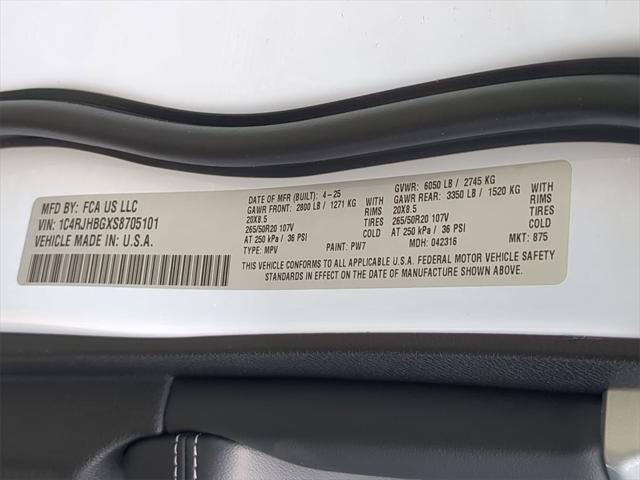 MFD BY: FCA US LLC
VIN: 1C4RJHBGXS8705101
VEHICLE MADE IN U.S.A.
DATE OF MFR (BUILT): 4-25
GAWR FRONT: 2800 LB / 1271 KG WITH
20X8.5 RIMS
265/50R20 107V TIRES
AT 250 kPa / 36 PSI COLD
TYPE: MPV PAINT: PW7
GVWR: 6050 LB / 2745 KG
GAWR REAR: 3350 LB / 1520 KG WITH
20X8.5 RIMS
265/50R20 107V TIRES
AT 250 kPa / 36 PSI COLD
MDH: 042316 MKT: 875
THIS VEHICLE CONFORMS TO ALL APPLICABLE U.S.A. FEDERAL MOTOR VEHICLE SAFETY
STANDARDS IN EFFECT ON THE DATE OF MANUFACTURE SHOWN ABOVE.